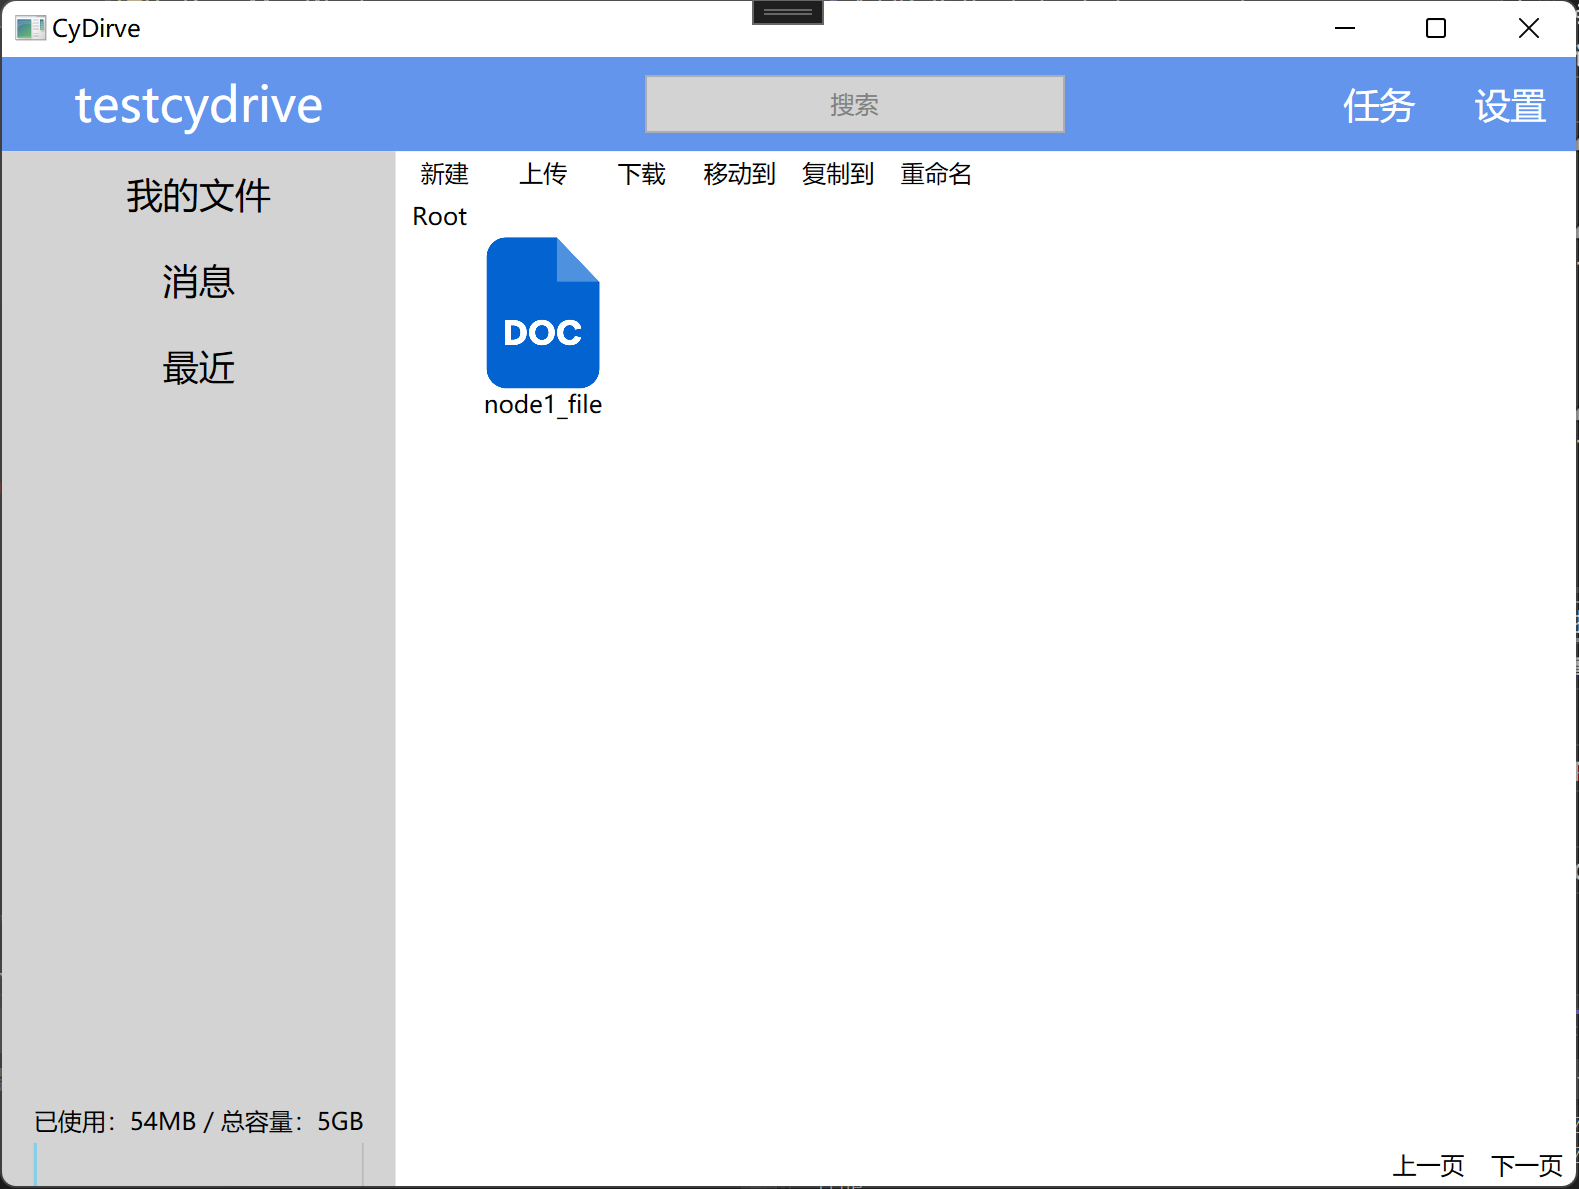 CyDirve
testcydrive
搜索
任务 设置
我的文件
消息
最近
新建 上传 下载 移动到 复制到 重命名
Root
DOC
node1_file
已使用：54MB / 总容量：5GB
上一页 下一页